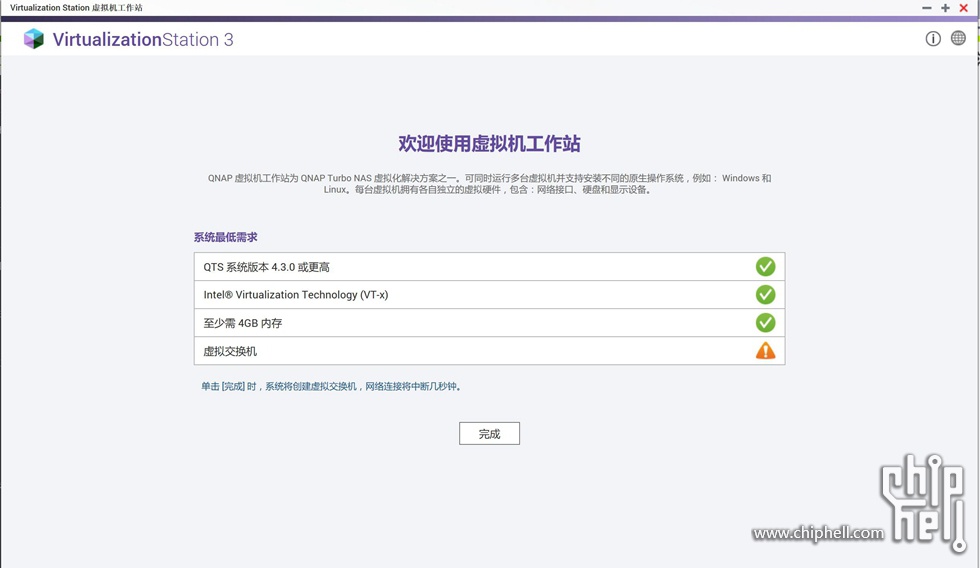 Virtualization Station 虚拟机工作站
VirtualizationStation 3
欢迎使用虚拟机工作站
QNAP 虚拟机工作站为 QNAP Turbo NAS 虚拟化解决方案之一。可同时运行多台虚拟机并支持安装不同的原生操作系统，例如： Windows 和
Linux。每台虚拟机拥有各自独立的虚拟硬件，包含：网络接口、硬盘和显示设备。
系统最低需求
QTS 系统版本 4.3.0 或更高
Intel® Virtualization Technology (VT-x)
至少需 4GB 内存
虚拟交换机
单击 [完成] 时，系统将创建虚拟交换机，网络连接将中断几秒钟。
完成
chip
hell
www.chiphell.com